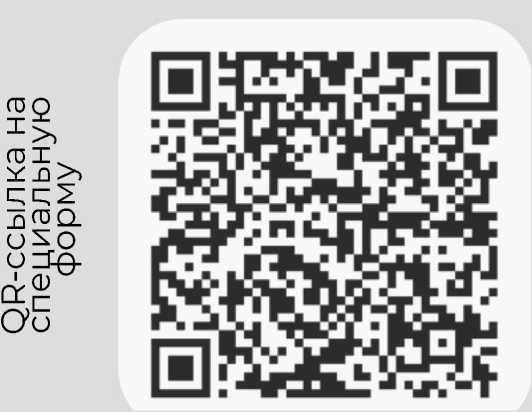 QR-ссылка на
специальную
форму